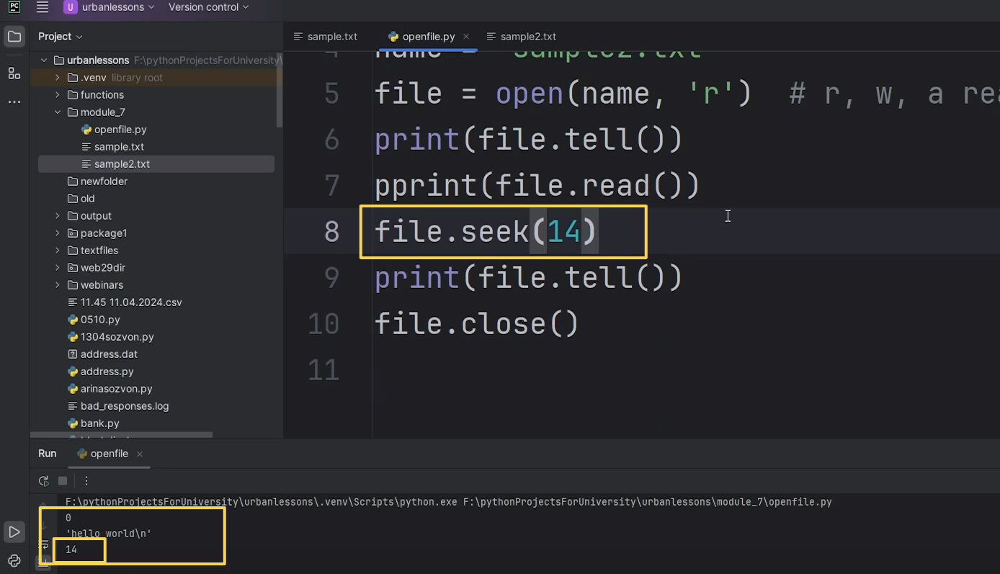 PC
U urbanlessons Version control
Project
sample.txt openfile.py sample2.txt
urbanlessons F:\pythonProjectsForUniversity\
.venv library root
functions
module_7
openfile.py
sample.txt
sample2.txt
newfolder
old
output
package1
textfiles
web29dir
webinars
11.45 11.04.2024.csv
0510.py
1304sozvon.py
address.dat
address.py
arinasozvon.py
bad_responses.log
bank.py
4 name = "sample2.txt
5 file = open(name, 'r') # r, w, a rea
6 print(file.tell())
7 pprint(file.read())
8 file.seek(14)
9 print(file.tell())
10 file.close()
11
Run openfile
F:\pythonProjectsForUniversity\urbanlessons\.venv\Scripts\python.exe F:\pythonProjectsForUniversity\urbanlessons\module_7\openfile.py
0
'hello world\n'
14